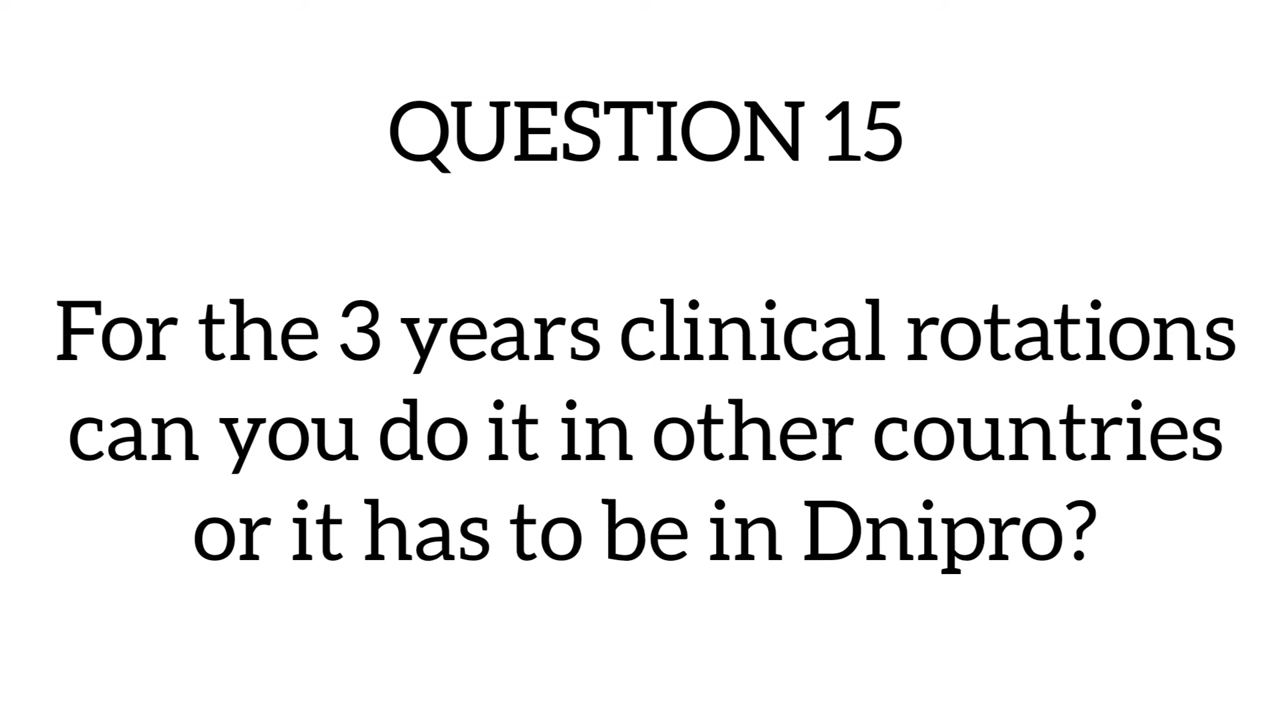 QUESTION 15
For the 3 years clinical rotations
can you do it in other countries
or it has to be in Dnipro?